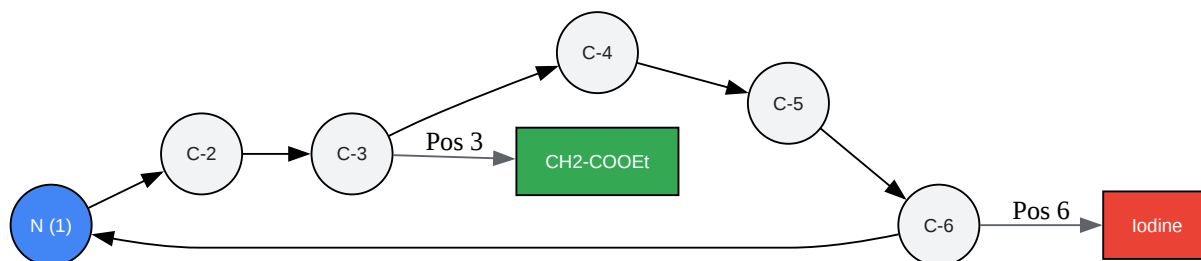 C-4
C-5
C-2
C-3
Pos 3
CH2-COOEt
N (1)
C-6
Pos 6
Iodine